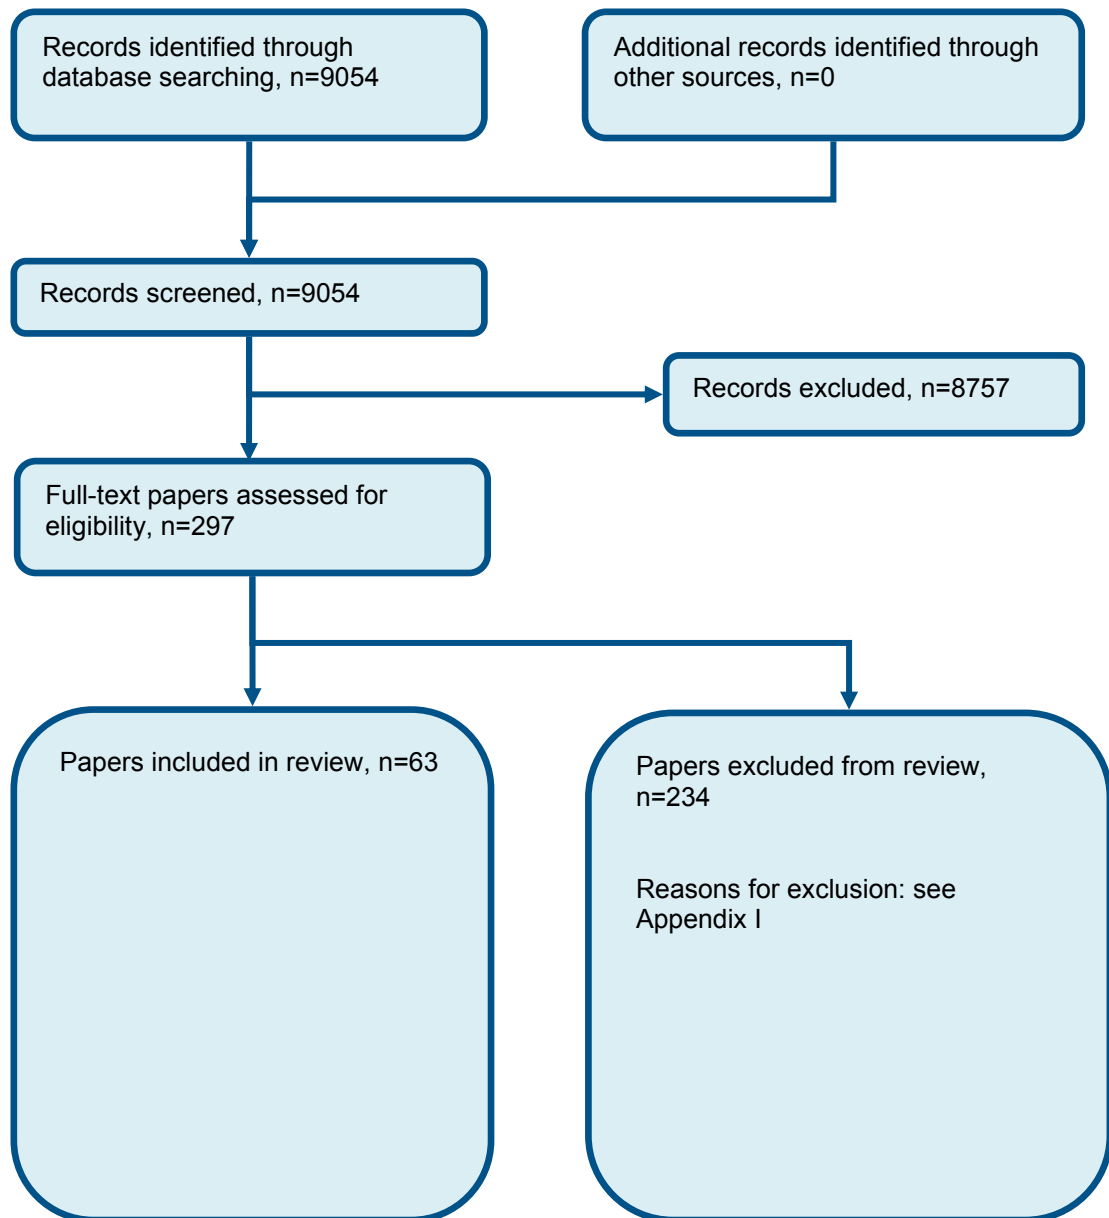 Records identified through
database searching, n=9054
Additional records identified through
other sources, n=0
Records screened, n=9054
Records excluded, n=8757
Full-text papers assessed for
eligibility, n=297
Papers included in review, n=63
Papers excluded from review,
n=234
Reasons for exclusion: see
Appendix I